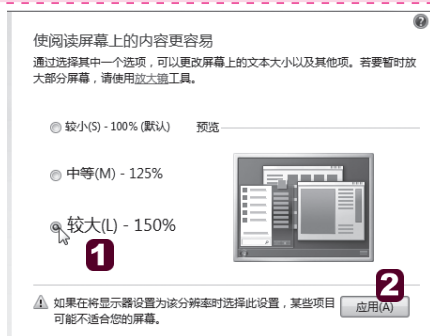 使阅读屏幕上的内容更容易
通过选择其中一个选项，可以更改屏幕上的文本大小以及其他项。若要暂时放
大部分屏幕，请使用放大镜工具。
较小(S) - 100% (默认) 预览
中等(M) - 125%
较大(L) - 150%
1
2
如果在将显示器设置为该分辨率时选择此设置，某些项目
可能不适合您的屏幕。
应用(A)